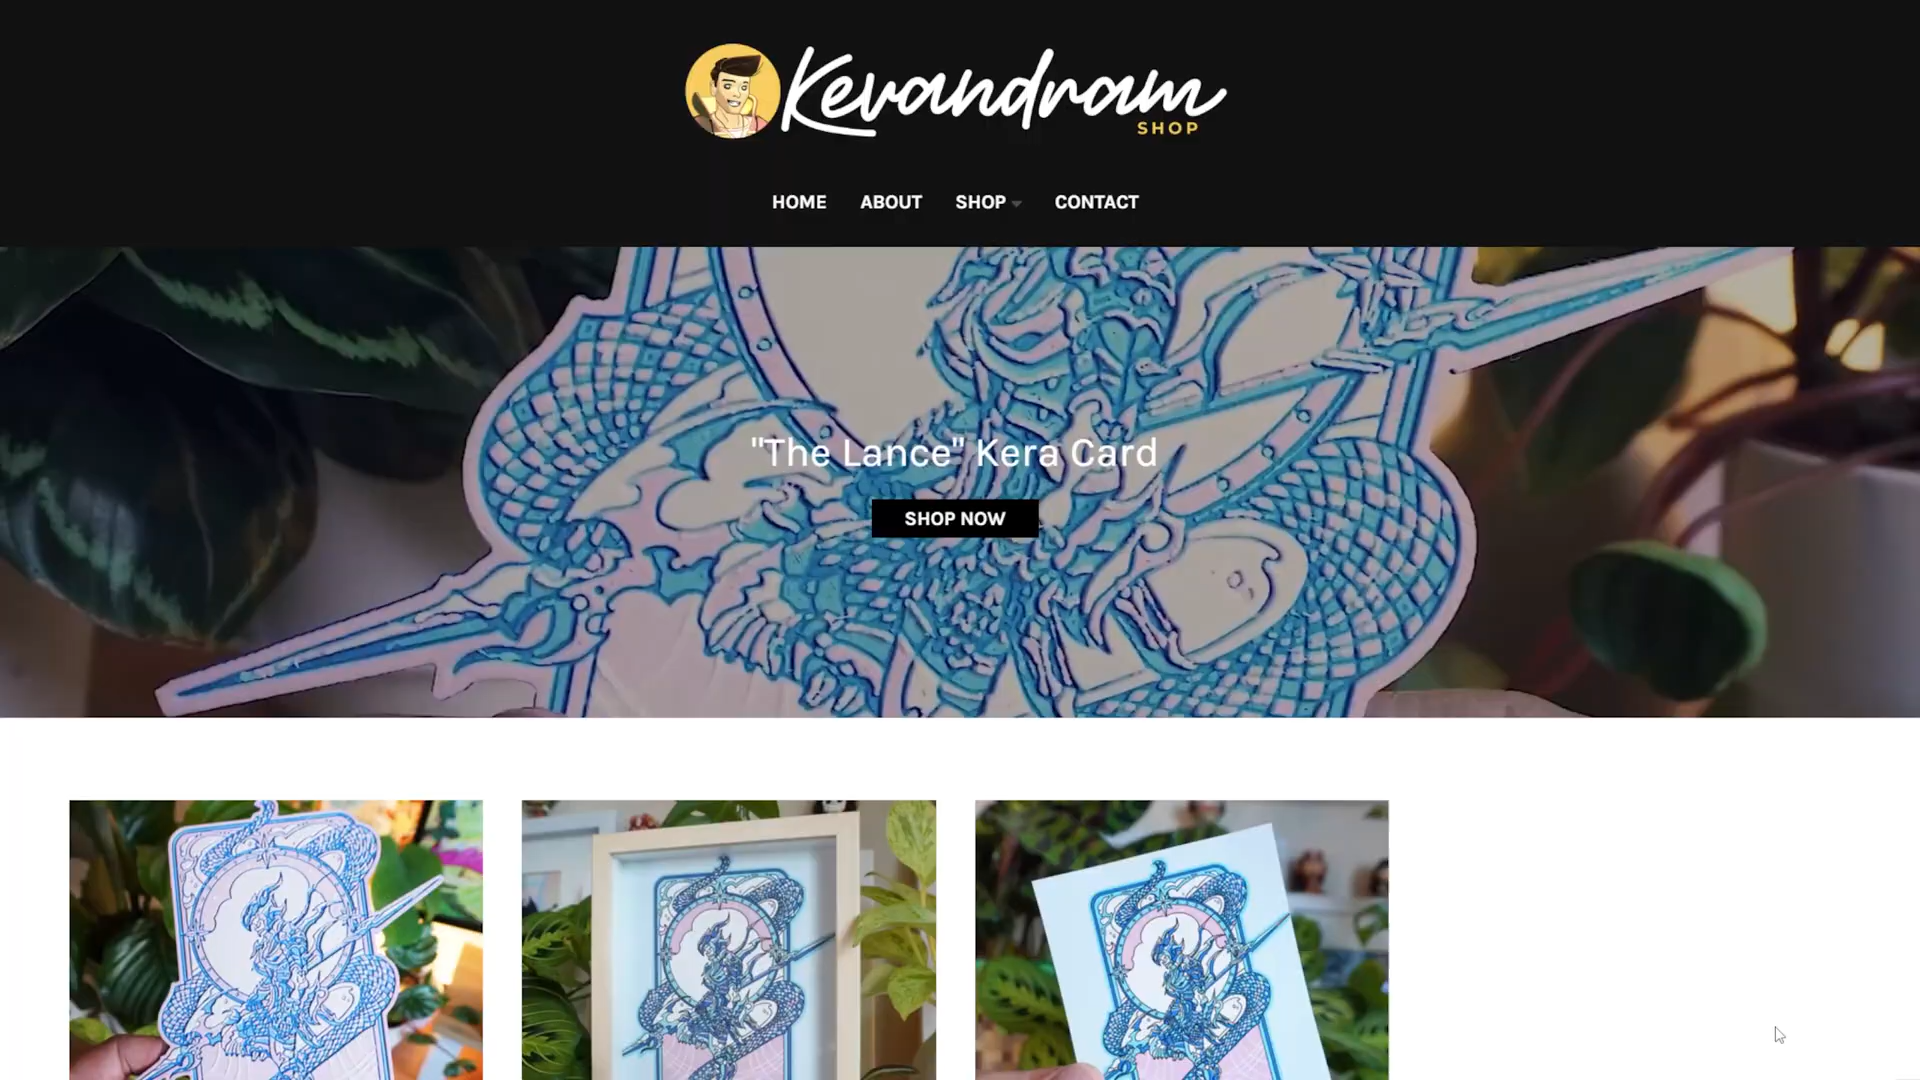 Kevandram
SHOP
HOME ABOUT SHOP CONTACT
"The Lance" Kera Card
SHOP NOW